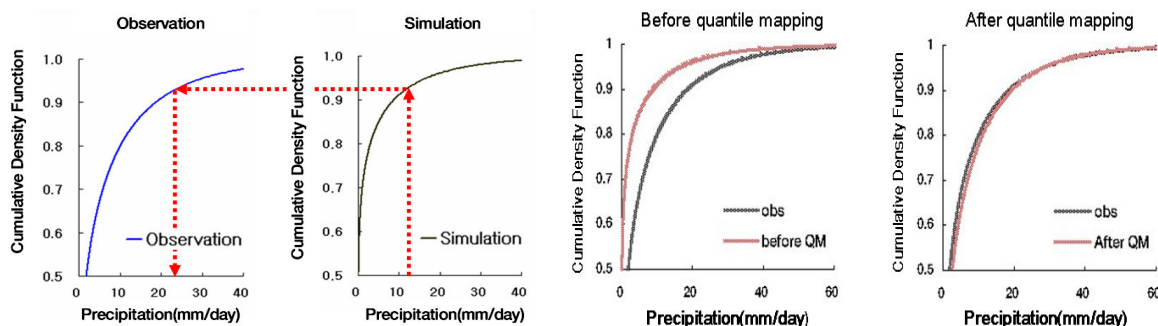 Observation
Cumulative Density Function
1.0
0.9
0.8
0.7
0.6
0.5
Observation
0 10 20 30 40
Precipitation(mm/day)
Simulation
Cumulative Density Function
1.0
0.9
0.8
0.7
0.6
0.5
Simulation
0 10 20 30 40
Precipitation(mm/day)
Before quantile mapping
Cumulative Density Function
1
0.9
0.8
0.7
0.6
0.5
obs
before QM
0 20 40 60
Precipitation(mm/day)
After quantile mapping
Cumulative Density Function
1
0.9
0.8
0.7
0.6
0.5
obs
After QM
0 20 40 60
Precipitation(mm/day)